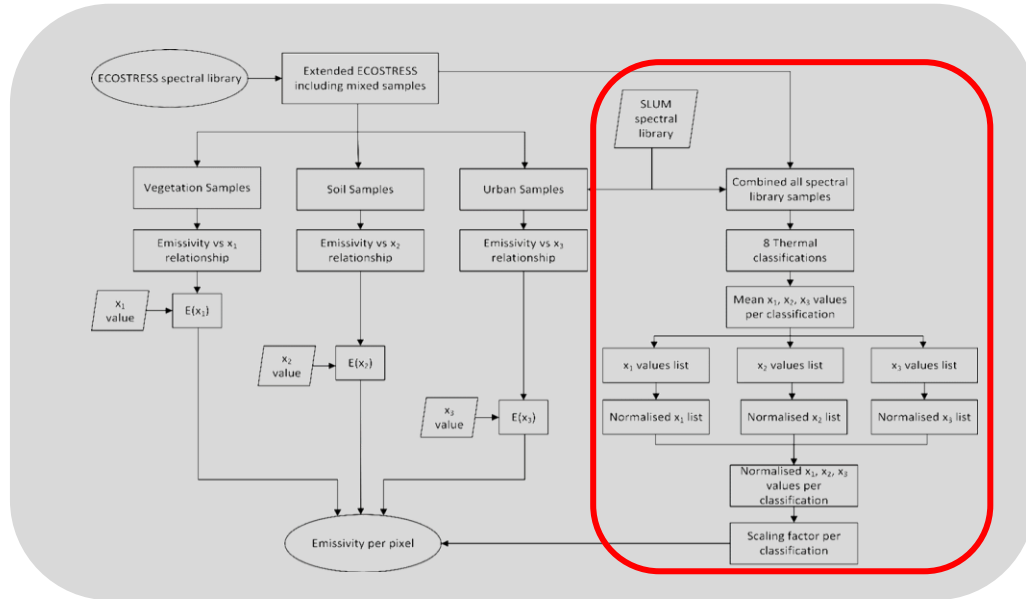 ECOSTRESS spectral library
Extended ECOSTRESS
including mixed samples
SLUM
spectral
library
Vegetation Samples
Soil Samples
Urban Samples
Combined all spectral
library samples
Emissivity vs x₁
relationship
Emissivity vs x₂
relationship
Emissivity vs x₃
relationship
8 Thermal
classifications
x₁
value
E(x₁)
Mean x₁, x₂, x₃ values
per classification
x₂
value
E(x₂)
x₁ values list
x₂ values list
x₃ values list
x₃
value
E(x₃)
Normalised x₁ list
Normalised x₂ list
Normalised x₃ list
Normalised x₁, x₂, x₃
values per
classification
Emissivity per pixel
Scaling factor per
classification